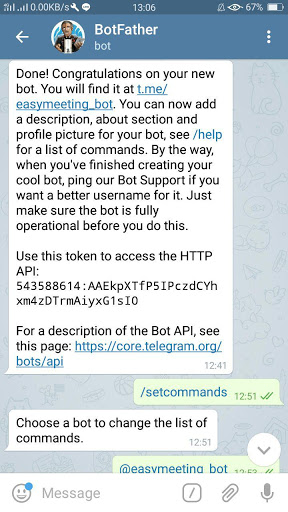 0.00KB/s
13:06
67%
BotFather
bot
Done! Congratulations on your new
bot. You will find it at t.me/
easymeeting_bot. You can now add
a description, about section and
profile picture for your bot, see /help
for a list of commands. By the way,
when you've finished creating your
cool bot, ping our Bot Support if you
want a better username for it. Just
make sure the bot is fully
operational before you do this.
Use this token to access the HTTP
API:
543588614:AAEkpXTfP5IPczdCYh
xm4zDTrmAiyxG1sI0
For a description of the Bot API, see
this page: https://core.telegram.org/
bots/api
12:41
/setcommands 12:51
Choose a bot to change the list of
commands. 12:51
@easymeeting_bot 12:53
Message